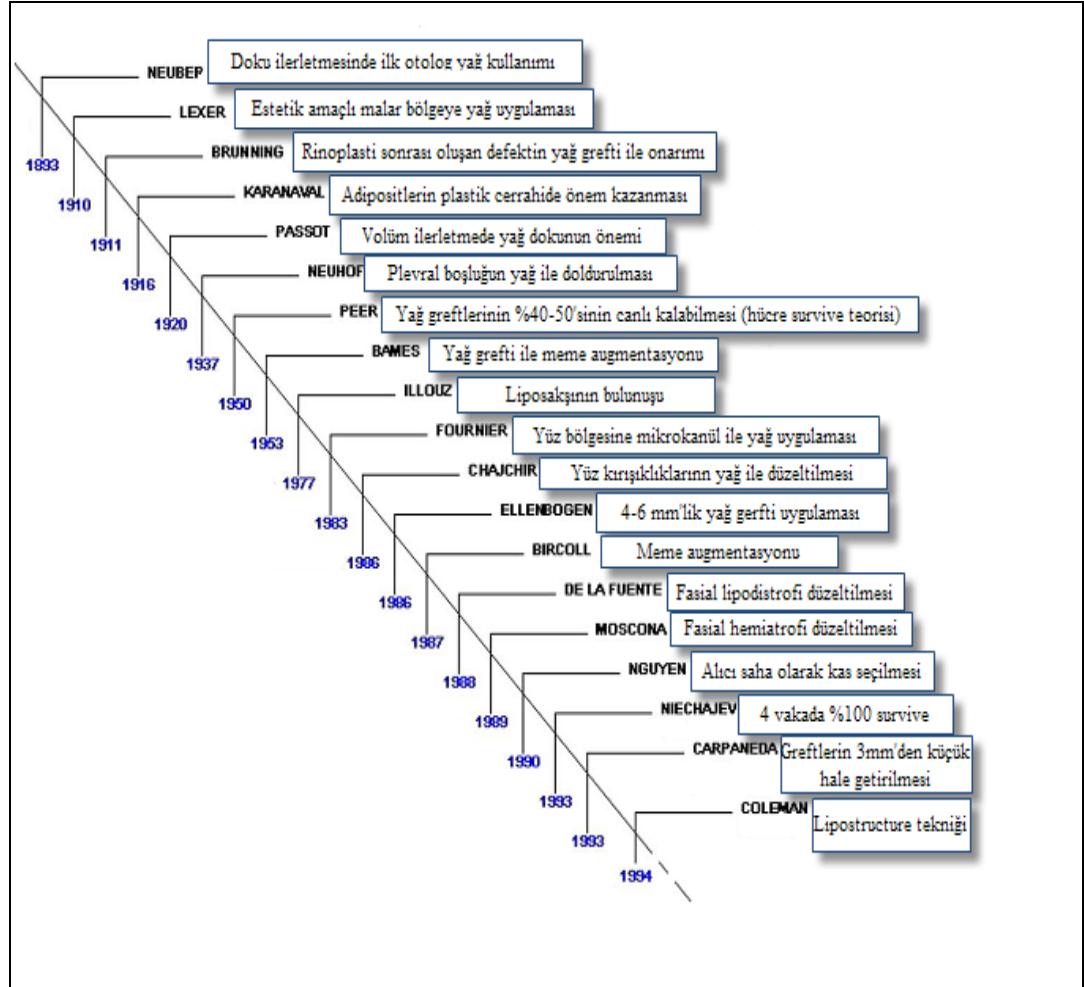 NEUBEP Doku ilerletmesinde ilk otolog yağ kullanımı
1893
LEXER Estetik amaçlı malar bölgeye yağ uygulaması
1910
BRUNNING Rinoplasti sonrası oluşan defektin yağ grefti ile onarımı
1911
KARANAVAL Adipositlerin plastik cerrahide önem kazanması
1916
PASSOT Volüm ilerletmede yağ dokunun önemi
1920
NEUHOF Plevral boşluğun yağ ile doldurulması
1937
PEER Yağ greftlerinin %40-50'sinin canlı kalabilmesi (hücre survive teorisi)
1950
BAMES Yağ grefti ile meme augmentasyonu
1953
ILLOUZ Liposakşının bulunuşu
1977
FOURNIER Yüz bölgesine mikrokanül ile yağ uygulaması
1983
CHAJCHIR Yüz kırışıklıklarınn yağ ile düzeltilmesi
1986
ELLENBOGEN 4-6 mm'lik yağ gerfti uygulaması
1986
BIRCOLL Meme augmentasyonu
1987
DE LA FUENTE Fasial lipodistrofi düzeltilmesi
1988
MOSCONA Fasial hemiatrofi düzeltilmesi
1989
NGUYEN Alıcı saha olarak kas seçilmesi
1990
NIECHAJEV 4 vakada %100 survive
1993
CARPANEDA Greftlerin 3mm'den küçük
hale getirilmesi
1993
COLEMAN Lipostructure tekniği
1994